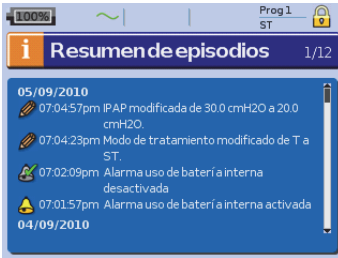 100%
Prog 1
ST
i Resumen de episodios 1/12
05/09/2010
07:04:57pm IPAP modificada de 30.0 cmH2O a 20.0
cmH2O.
07:04:23pm Modo de tratamiento modificado de T a
ST.
07:02:09pm Alarma uso de batería interna
desactivada
07:01:57pm Alarma uso de batería interna activada
04/09/2010